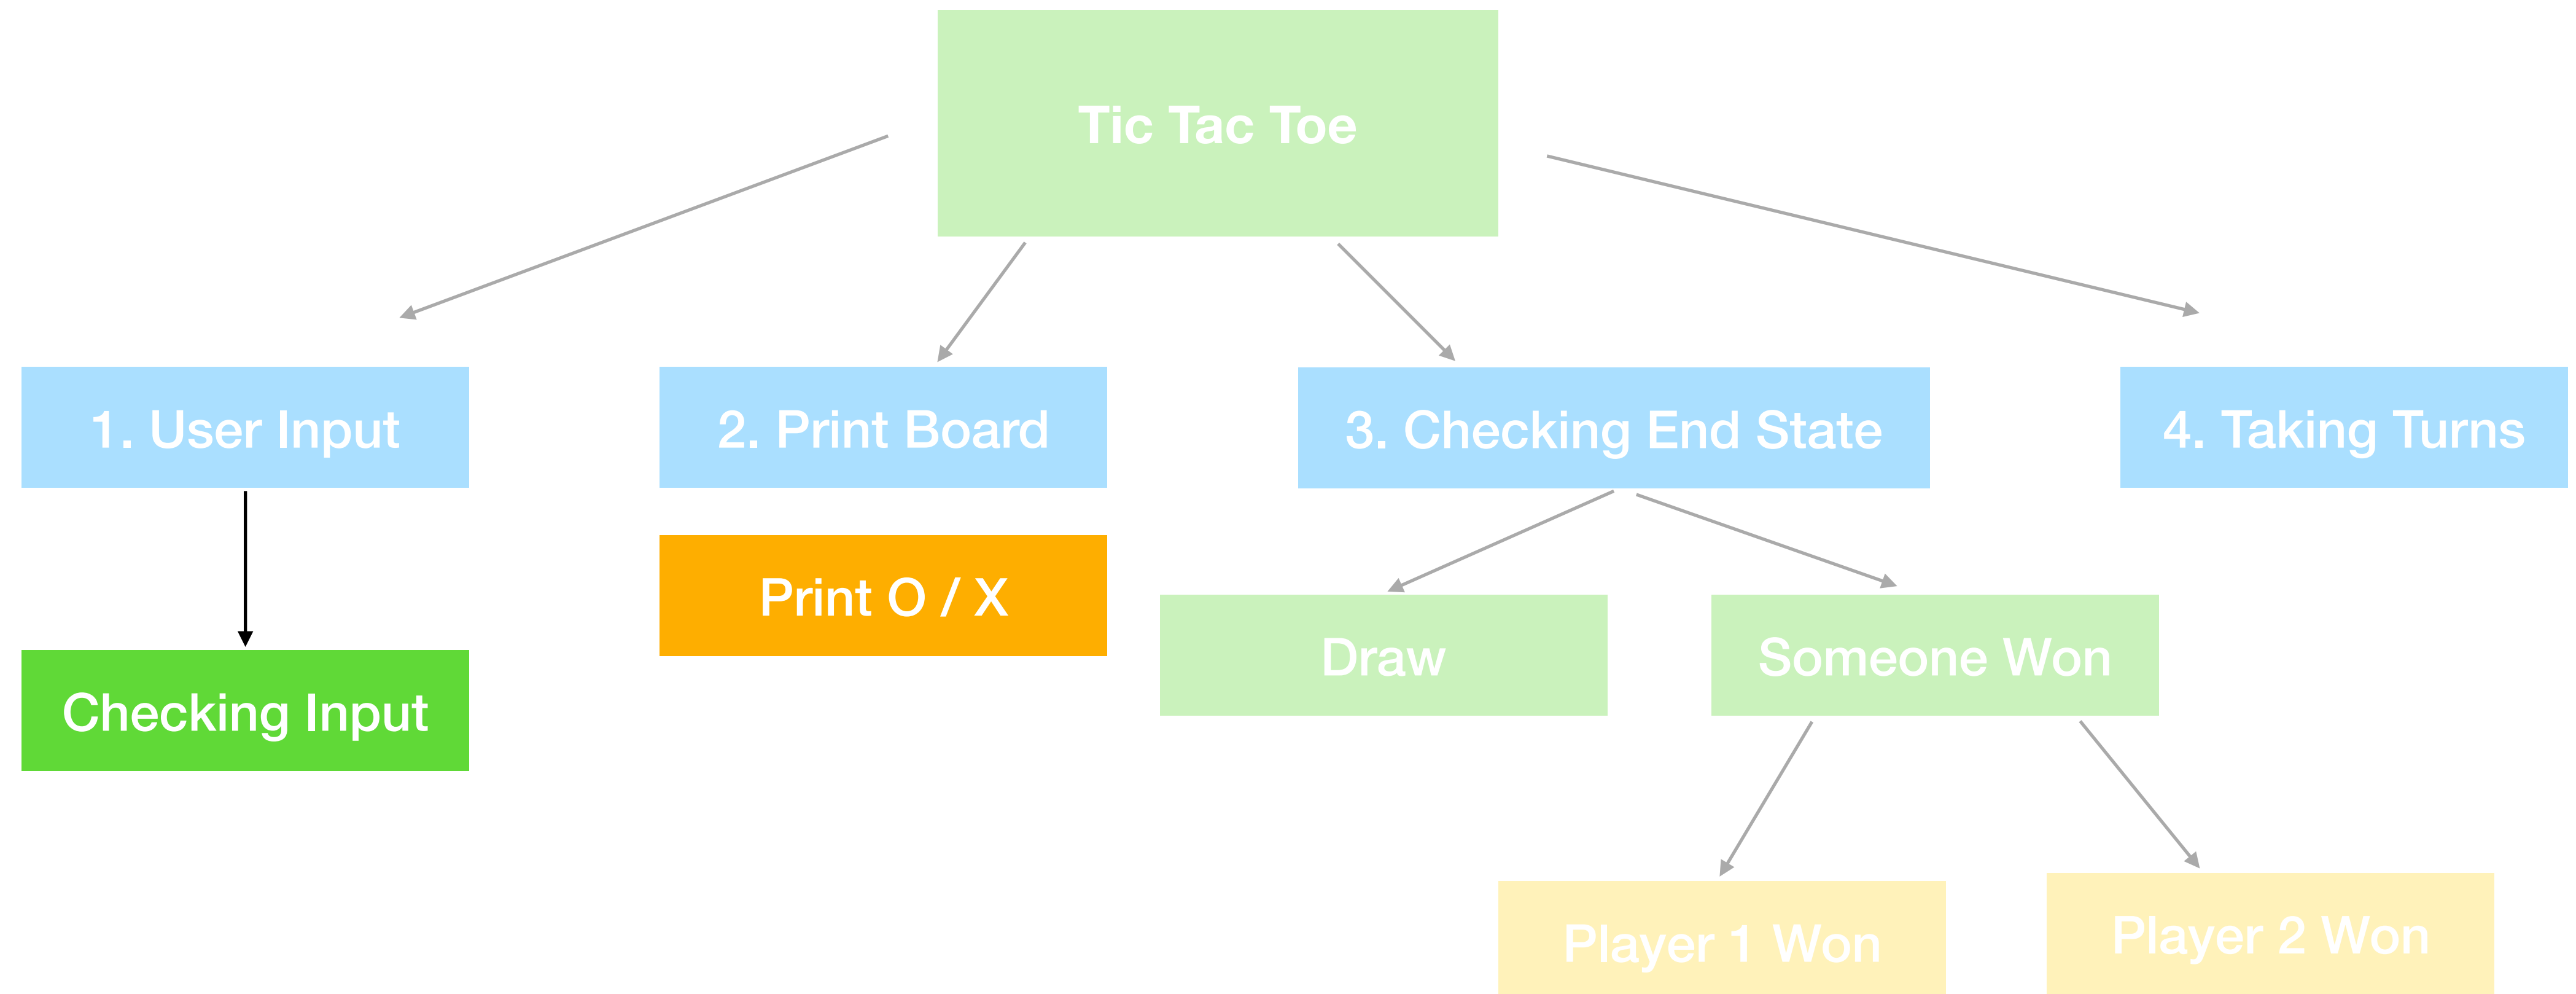 Tic Tac Toe
1. User Input
2. Print Board
3. Checking End State
4. Taking Turns
Print O / X
Draw
Someone Won
Checking Input
Player 1 Won
Player 2 Won